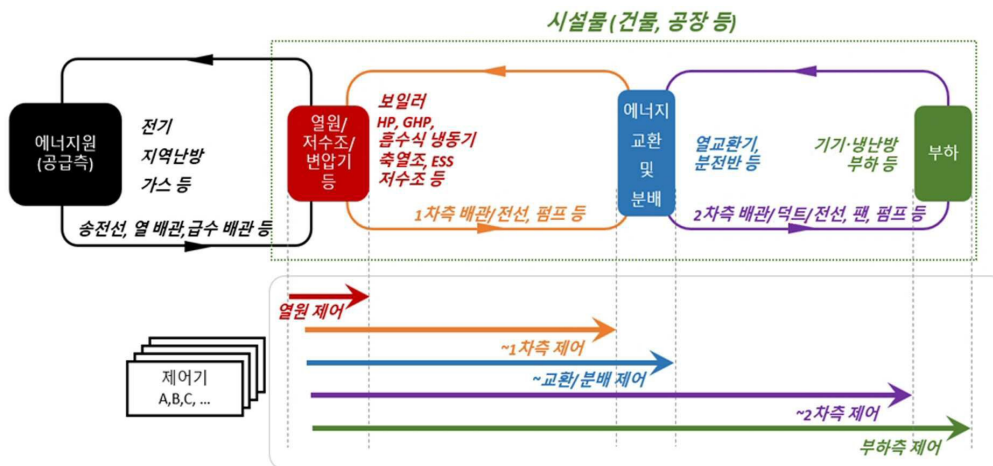 시설물 (건물, 공장 등)
에너지원
(공급측)
전기
지역난방
가스 등
송전선, 열 배관,급수 배관 등
열원/
저수조/
변압기
등
보일러
HP, GHP,
흡수식 냉동기
축열조, ESS
저수조 등
1차측 배관/전선, 펌프 등
에너지
교환
및
분배
열교환기,
분전반 등
2차측 배관/덕트/전선, 팬, 펌프 등
기기·냉난방
부하 등
부하
열원 제어
~1차측 제어
~교환/분배 제어
~2차측 제어
부하측 제어
제어기
A,B,C, ...